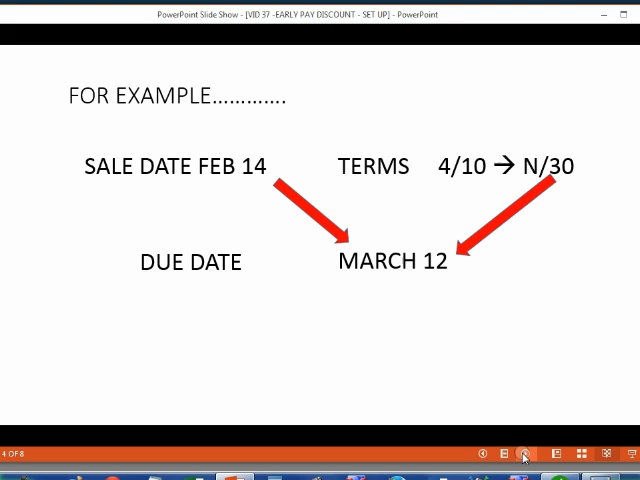 PowerPoint Slide Show - [VID 37 -EARLY PAY DISCOUNT - SET UP] - PowerPoint
FOR EXAMPLE………….
SALE DATE FEB 14 TERMS 4/10 → N/30
DUE DATE MARCH 12
4 OF 8